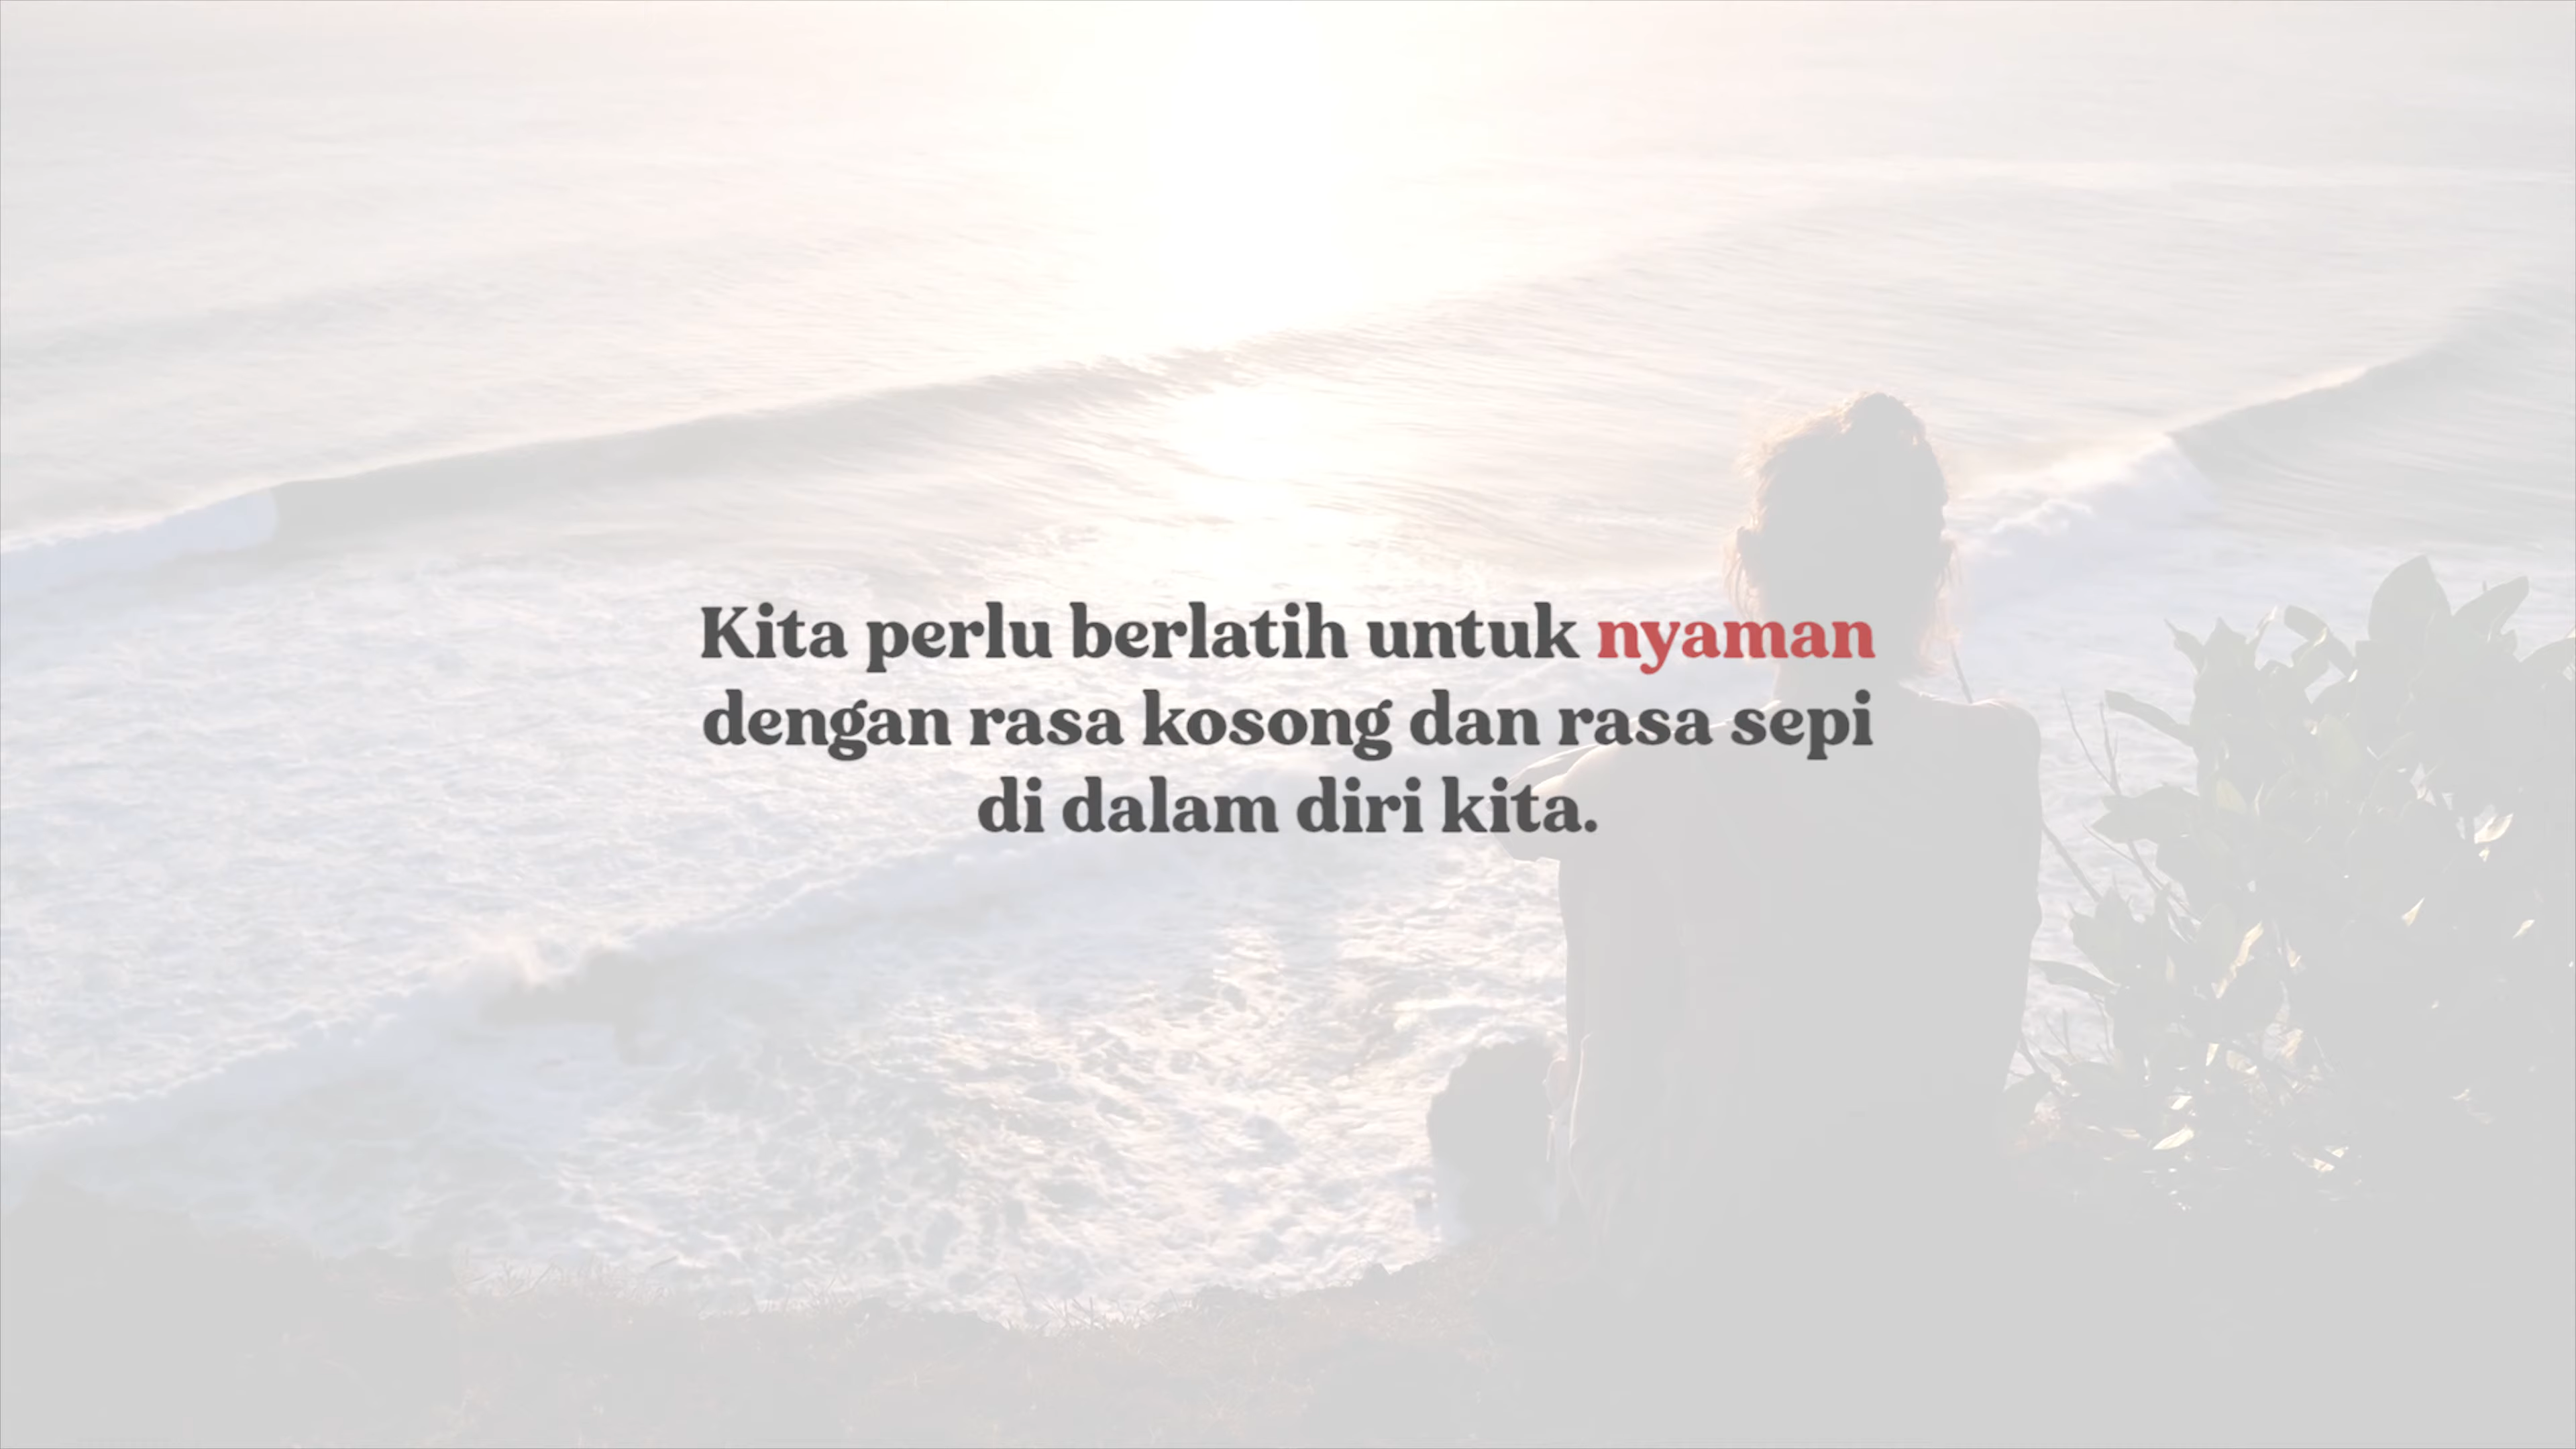 Kita perlu berlatih untuk nyaman
dengan rasa kosong dan rasa sepi
di dalam diri kita.